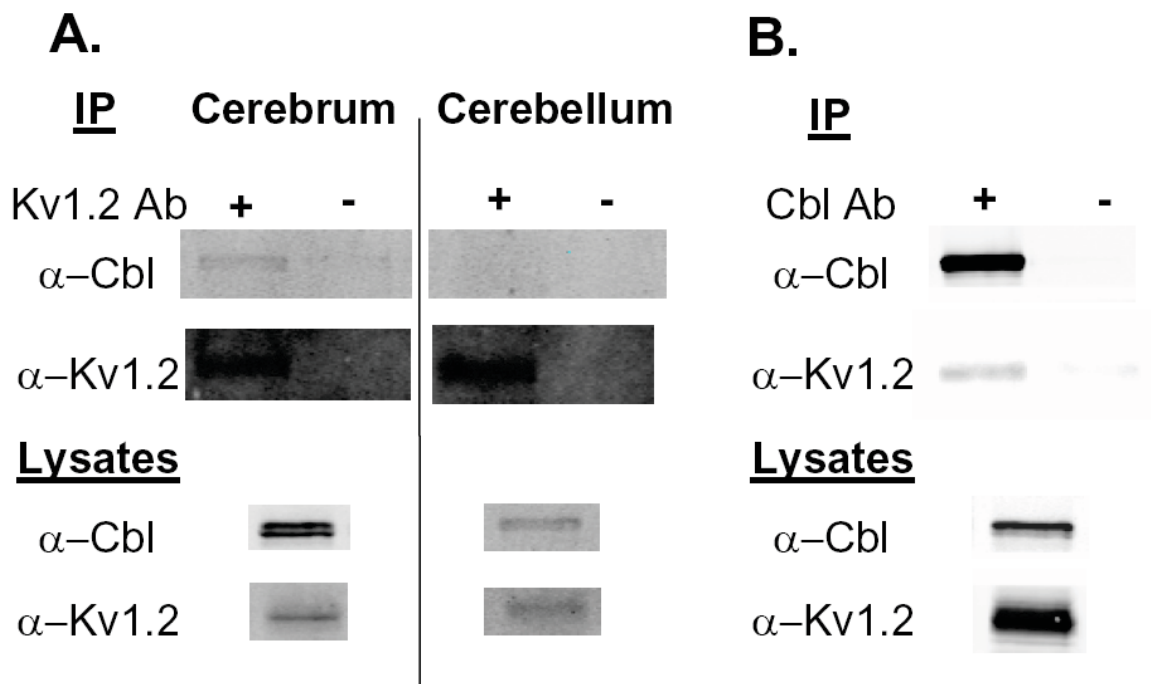 A.
IP Cerebrum Cerebellum
Kv1.2 Ab + - + -
α–Cbl
α–Kv1.2
Lysates
α–Cbl
α–Kv1.2
B.
IP
Cbl Ab + -
α–Cbl
α–Kv1.2
Lysates
α–Cbl
α–Kv1.2